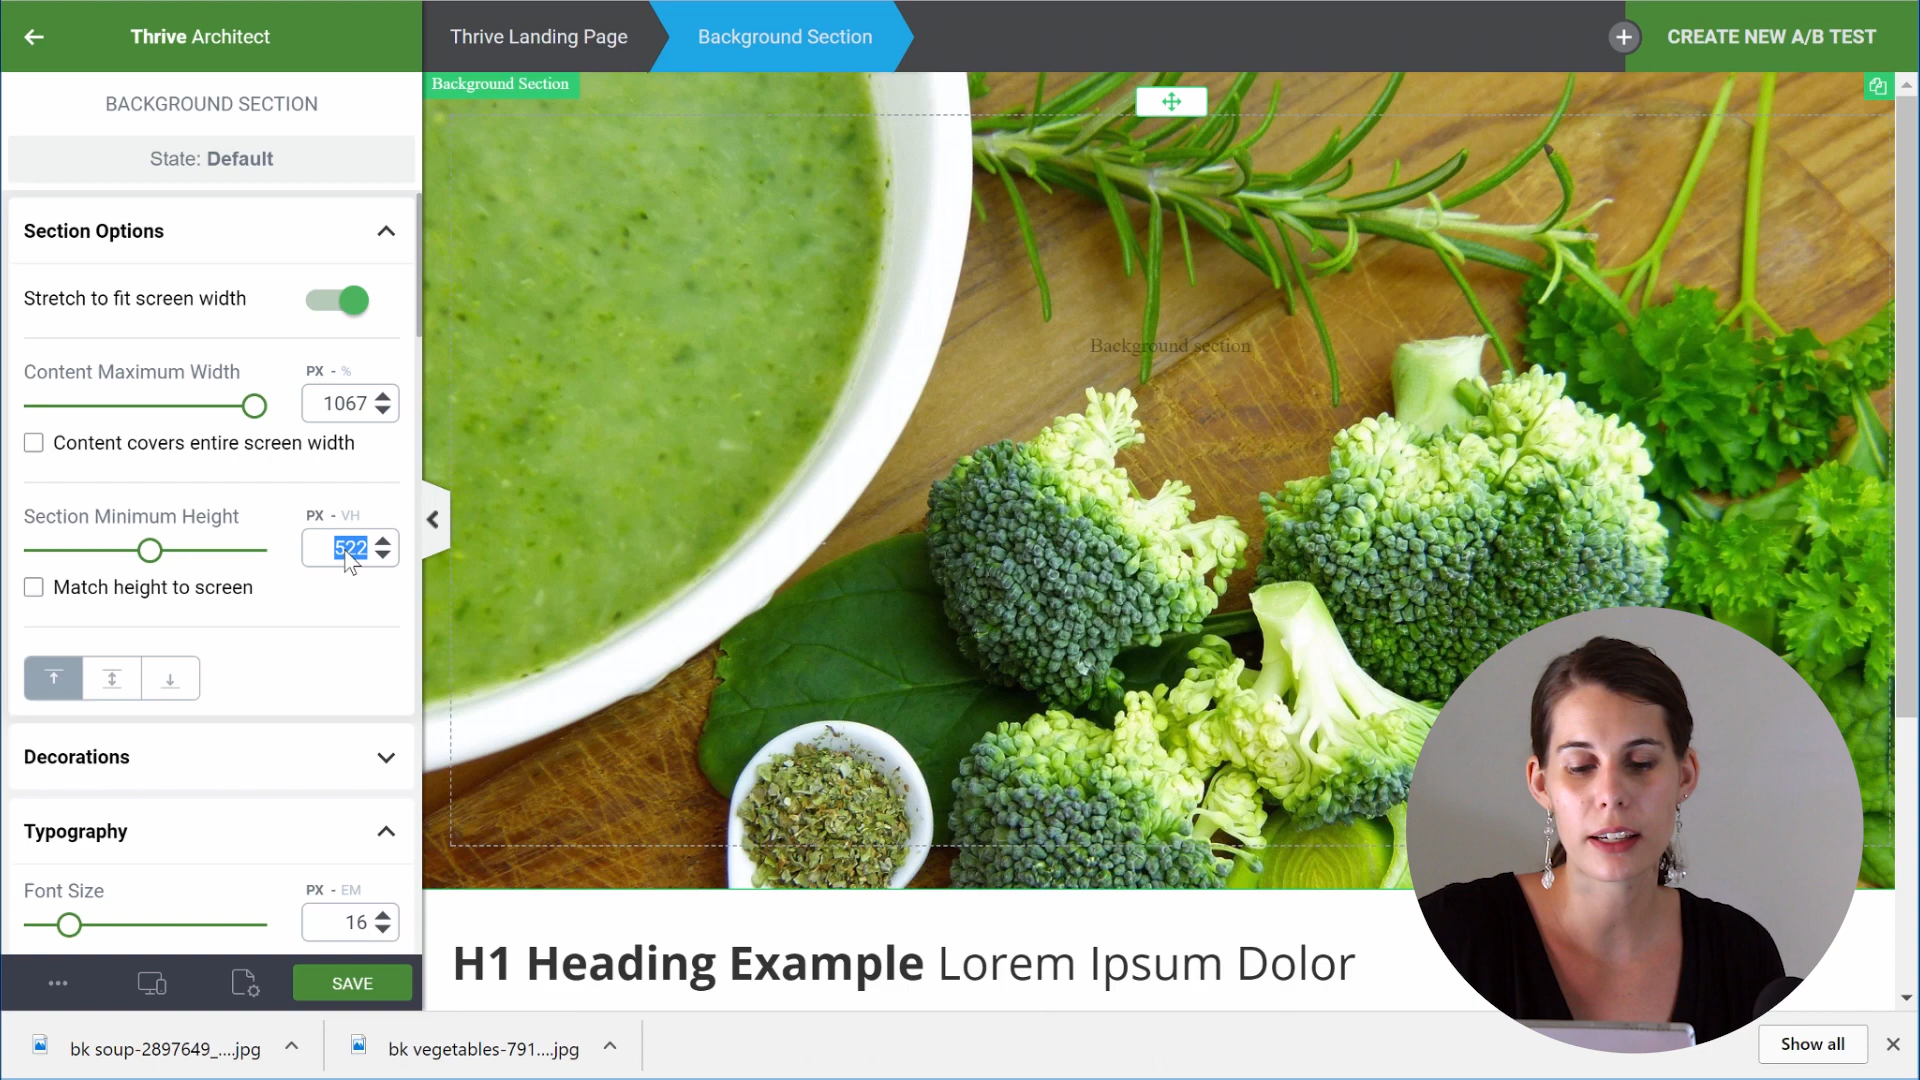 Thrive Architect
Thrive Landing Page
Background Section
CREATE NEW A/B TEST
BACKGROUND SECTION
State: Default
Section Options
Stretch to fit screen width
Content Maximum Width
PX - %
1067
Content covers entire screen width
Section Minimum Height
PX - VH
522
Match height to screen
Decorations
Typography
Font Size
PX - EM
16
SAVE
Background Section
Background section
H1 Heading Example Lorem Ipsum Dolor
bk soup-2897649_....jpg
bk vegetables-791....jpg
Show all